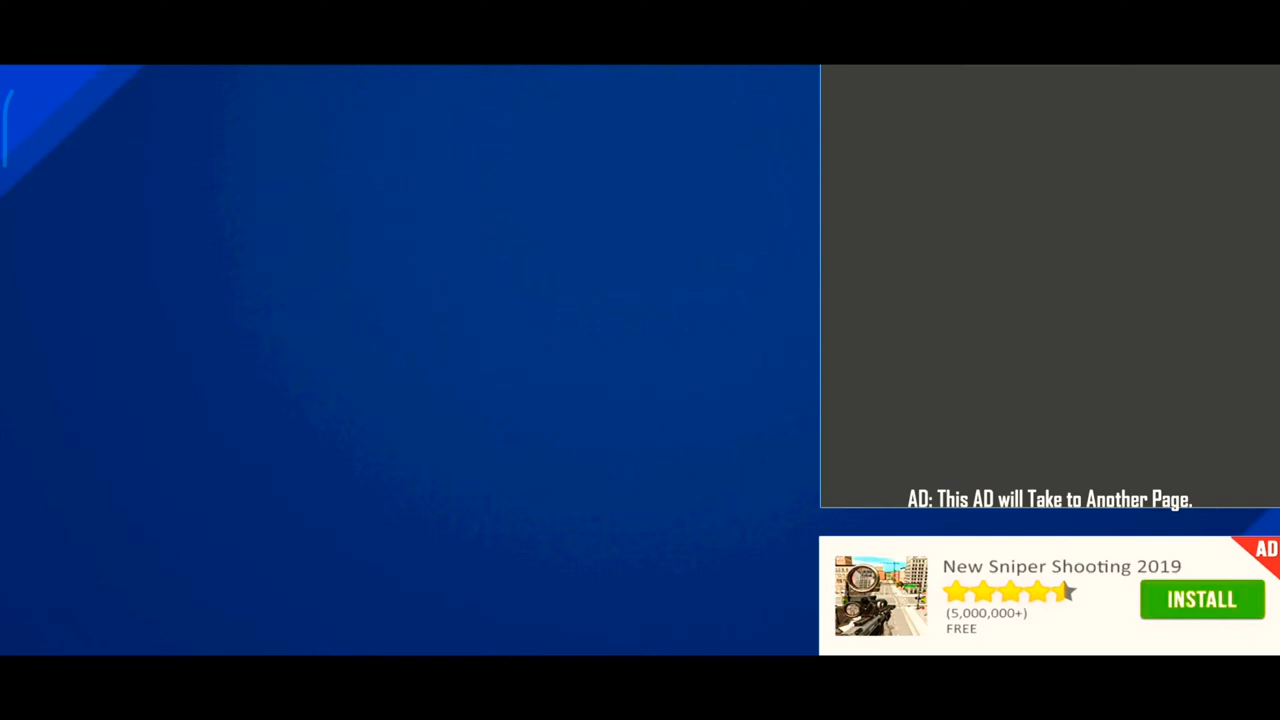 AD: This AD will Take to Another Page.
AD
New Sniper Shooting 2019
(5,000,000+)
INSTALL
FREE